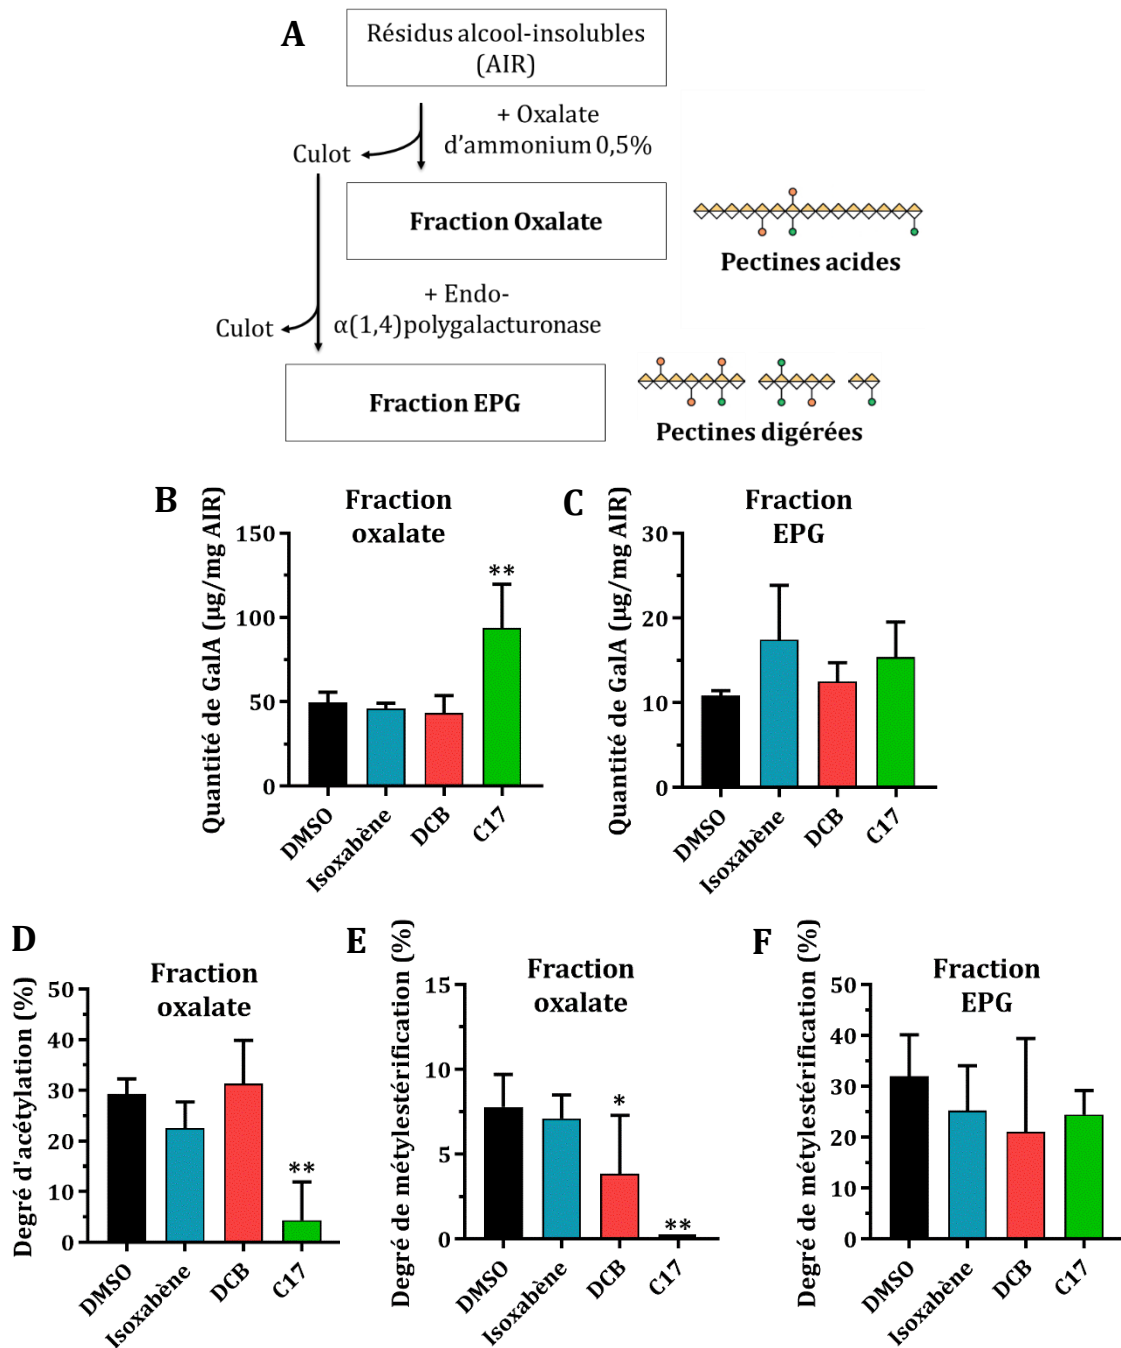 A
Résidus alcool-insolubles
(AIR)
+ Oxalate
d'ammonium 0,5%
Culot
Fraction Oxalate
Pectines acides
+ Endo-
α(1,4)polygalacturonase
Culot
Fraction EPG
Pectines digérées
B
Fraction
oxalate
Quantité de GalA (µg/mg AIR)
150
100
50
0
**
DMSO
Isoxabène
DCB
C17
C
Fraction
EPG
Quantité de GalA (µg/mg AIR)
30
20
10
0
DMSO
Isoxabène
DCB
C17
D
Fraction
oxalate
Degré d'acétylation (%)
50
40
30
20
10
0
**
DMSO
Isoxabène
DCB
C17
E
Fraction
oxalate
Degré de métylestérification (%)
15
10
5
0
*
**
DMSO
Isoxabène
DCB
C17
F
Fraction
EPG
Degré de métylestérification (%)
50
40
30
20
10
0
DMSO
Isoxabène
DCB
C17